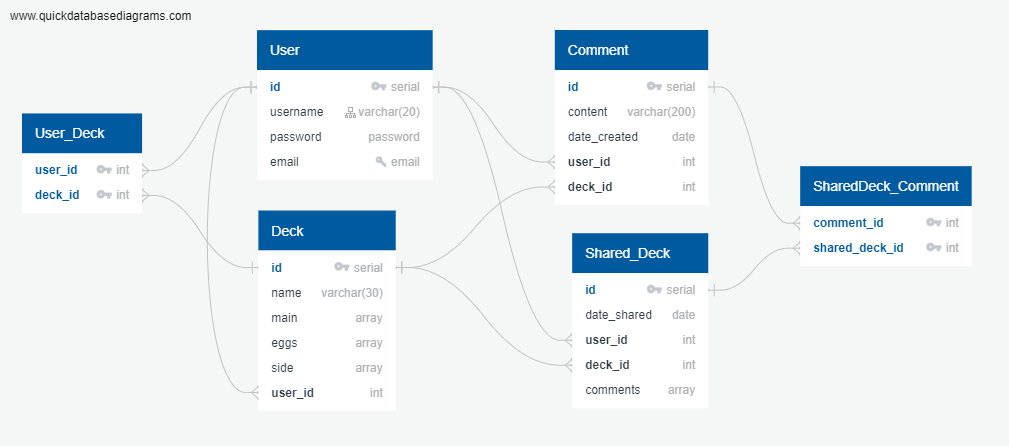 www.quickdatabasediagrams.com
User_Deck
user_id int
deck_id int
User
id serial
username varchar(20)
password password
email email
Deck
id serial
name varchar(30)
main array
eggs array
side array
user_id int
Comment
id serial
content varchar(200)
date_created date
user_id int
deck_id int
Shared_Deck
id serial
date_shared date
user_id int
deck_id int
comments array
SharedDeck_Comment
comment_id int
shared_deck_id int